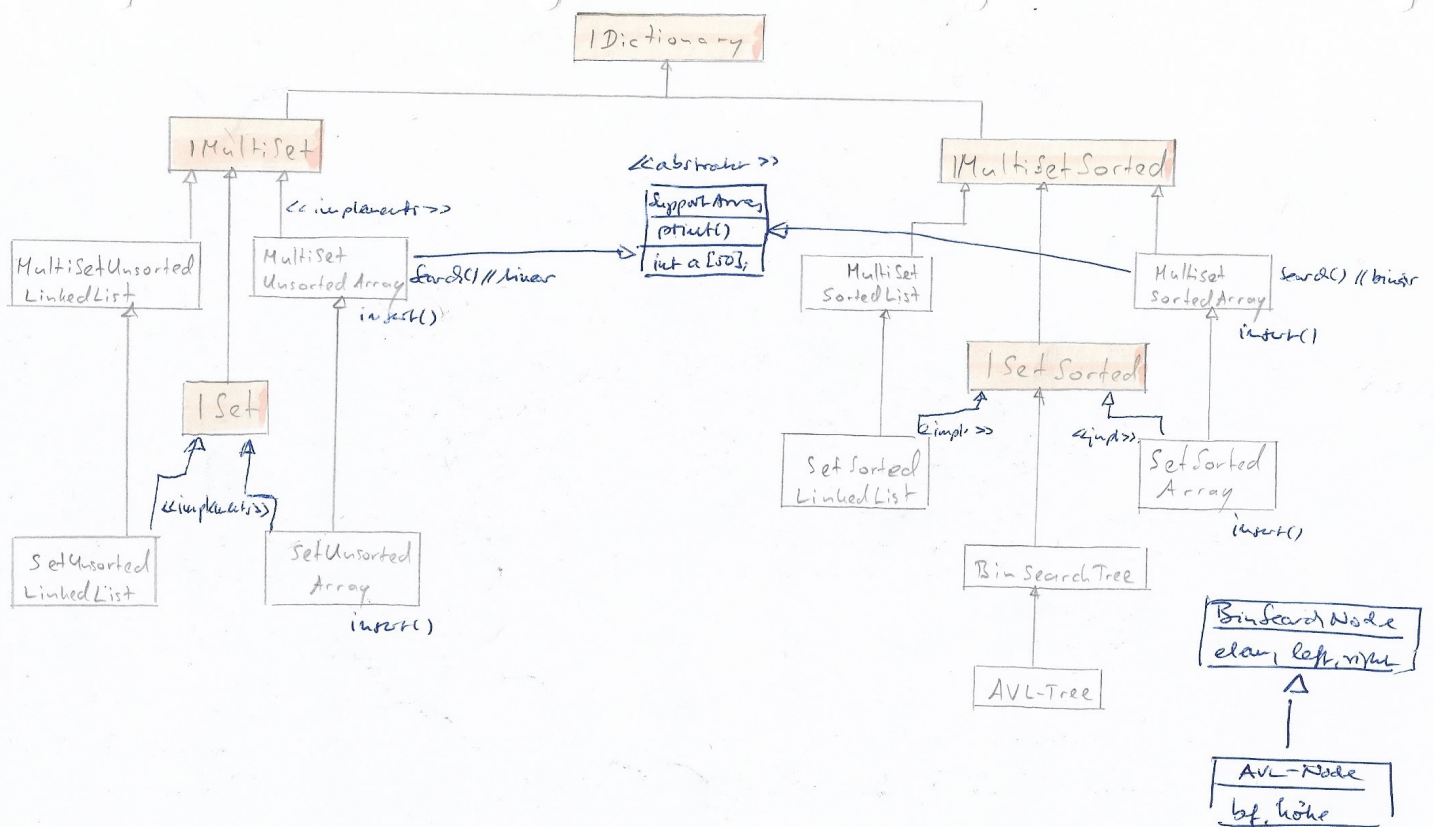 IDictionary
IMultiSet
IMultiSetSorted
<<abstrakt>>
<<implements>>
SupportArray
print()
int a[50];
MultiSetUnsorted
LinkedList
MultiSet
UnsortedArray
search() // linear
insert()
MultiSet
SortedList
Multiset
SortedArray
search() // binär
insert()
ISetSorted
ISet
<<impl>>
<<impl>>
SetSorted
LinkedList
SetSorted
Array
insert()
<<implements>>
SetUnsorted
LinkedList
SetUnsorted
Array
insert()
BinSearchTree
AVL-Tree
BinSearchNode
elem, left, right
AVL-Node
bf, höhe